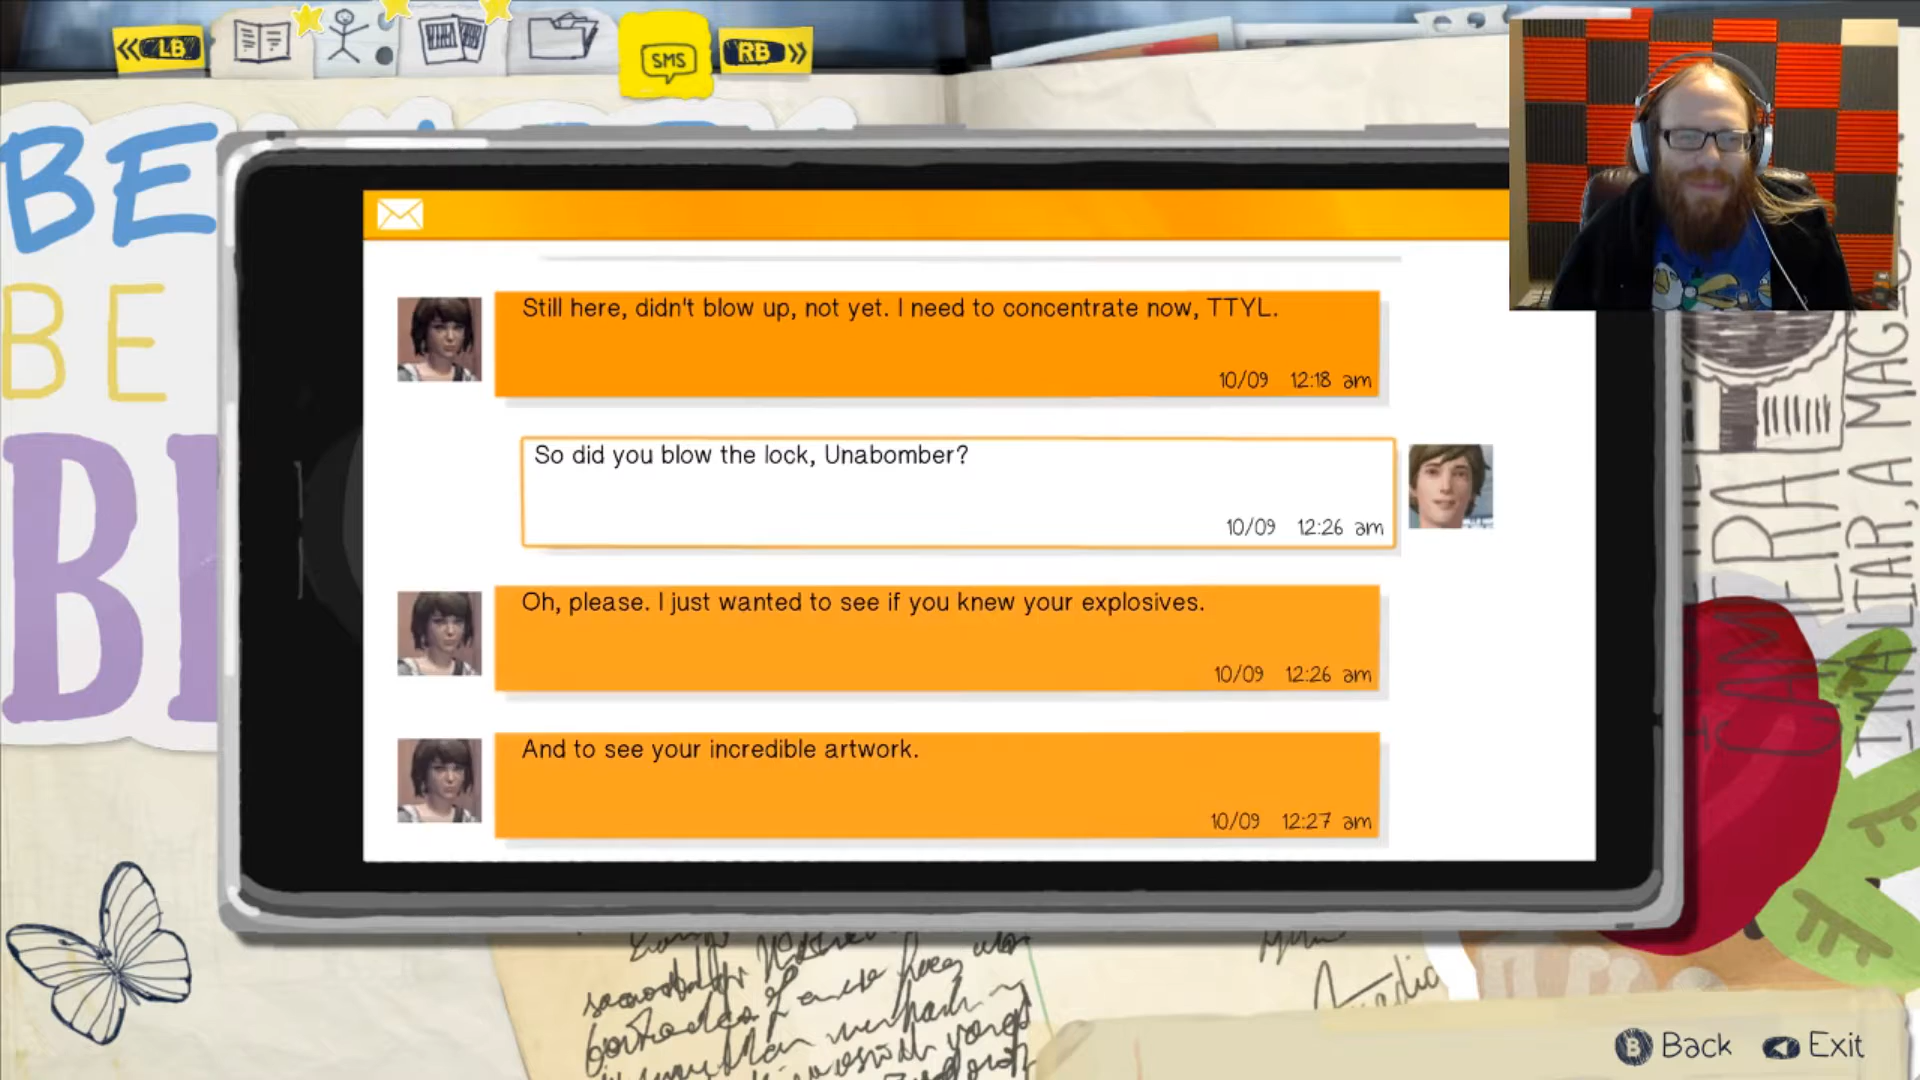 LB
SMS
RB
BE
BE
Still here, didn't blow up, not yet. I need to concentrate now, TTYL.
10/09 12:18 am
So did you blow the lock, Unabomber?
10/09 12:26 am
Oh, please. I just wanted to see if you knew your explosives.
10/09 12:26 am
And to see your incredible artwork.
10/09 12:27 am
CAMERA
LIAR, A MAGIC
B Back
Exit